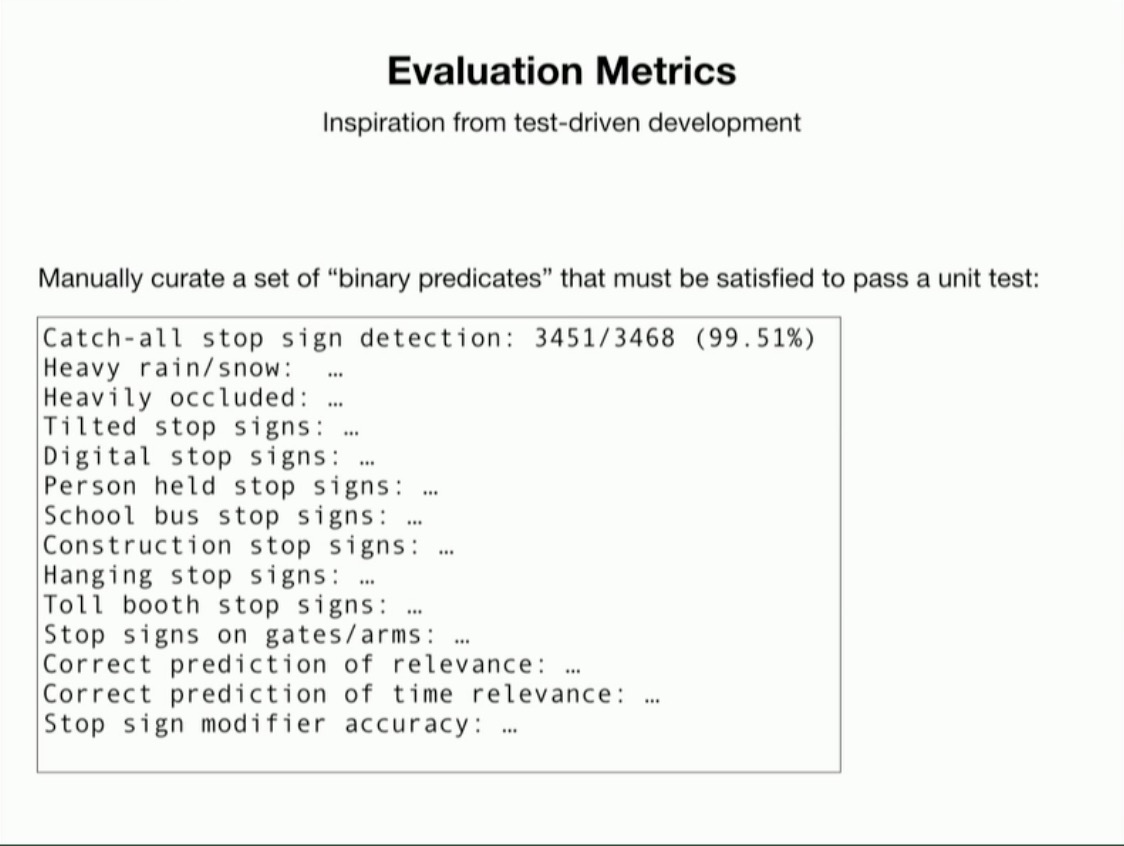 Evaluation Metrics
Inspiration from test-driven development
Manually curate a set of “binary predicates” that must be satisfied to pass a unit test:
Catch-all stop sign detection: 3451/3468 (99.51%)
Heavy rain/snow: …
Heavily occluded: …
Tilted stop signs: …
Digital stop signs: …
Person held stop signs: …
School bus stop signs: …
Construction stop signs: …
Hanging stop signs: …
Toll booth stop signs: …
Stop signs on gates/arms: …
Correct prediction of relevance: …
Correct prediction of time relevance: …
Stop sign modifier accuracy: …